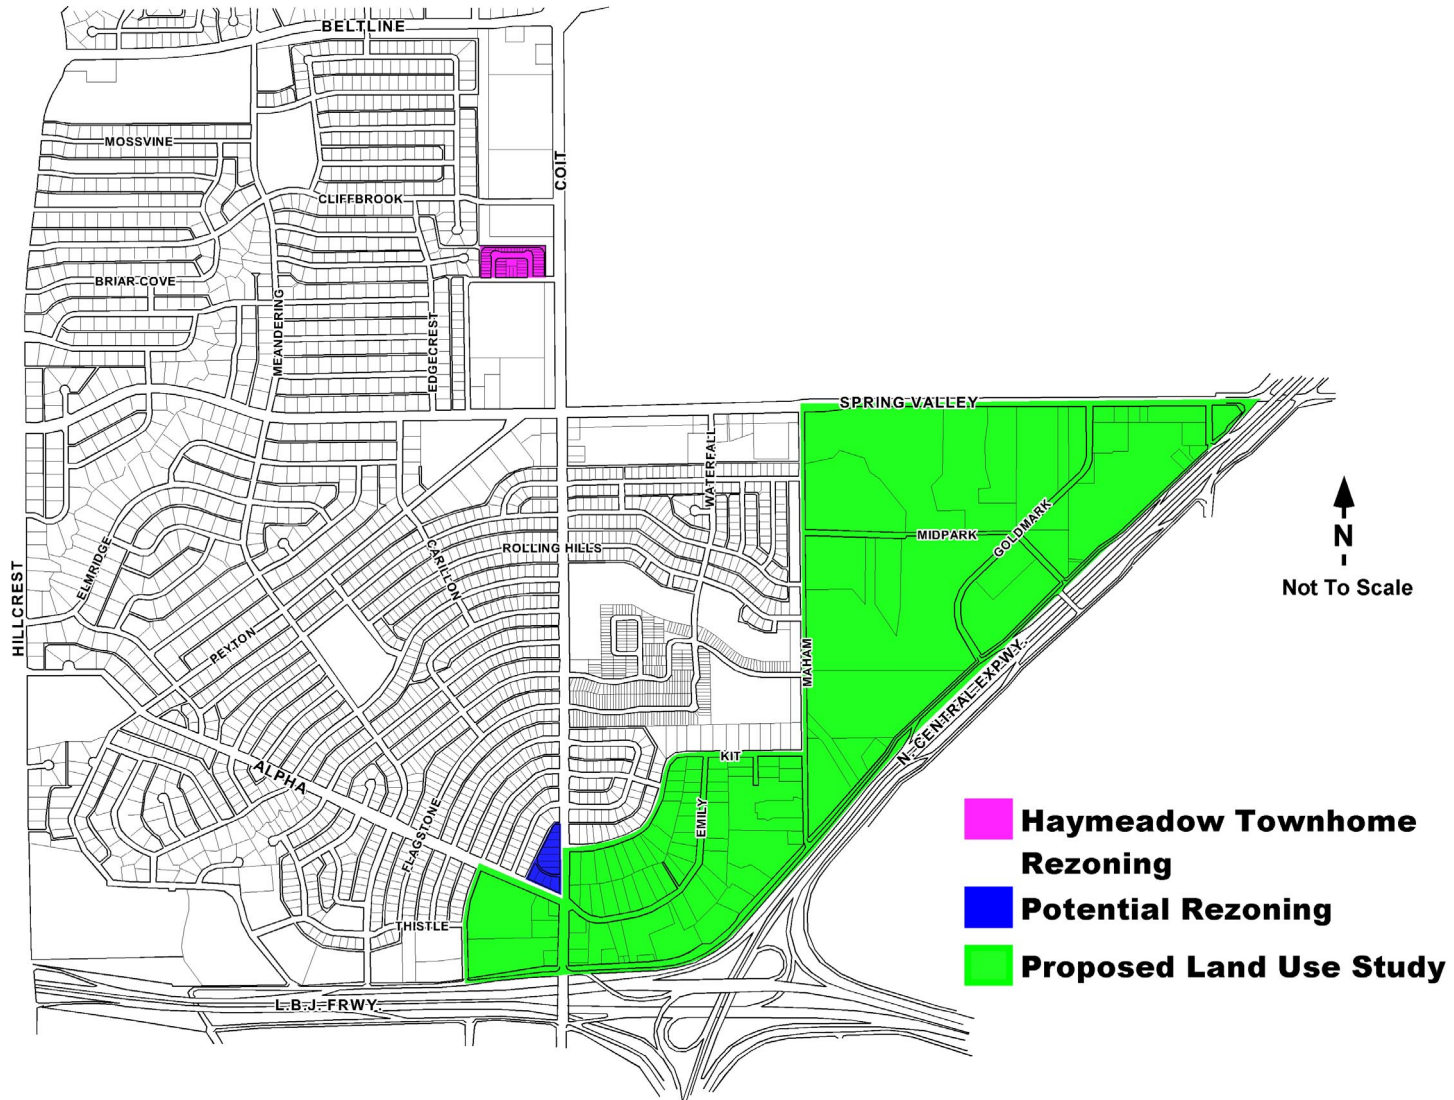 BELTLINE
MOSSVINE
COIT
CLIFFBROOK
BRIAR COVE
MEANDERING
EDGECREST
SPRING VALLEY
WATERFALL
MIDPARK
GOLDMARK
N
Not To Scale
ROLLING HILLS
CARILLON
ELMRIDGE
HILLCREST
PEYTON
MAHAM
N. CENTRAL EXPWY.
KIT
ALPHA
EMILY
FLAGSTONE
THISTLE
L.B.J. FRWY.
Haymeadow Townhome
Rezoning
Potential Rezoning
Proposed Land Use Study